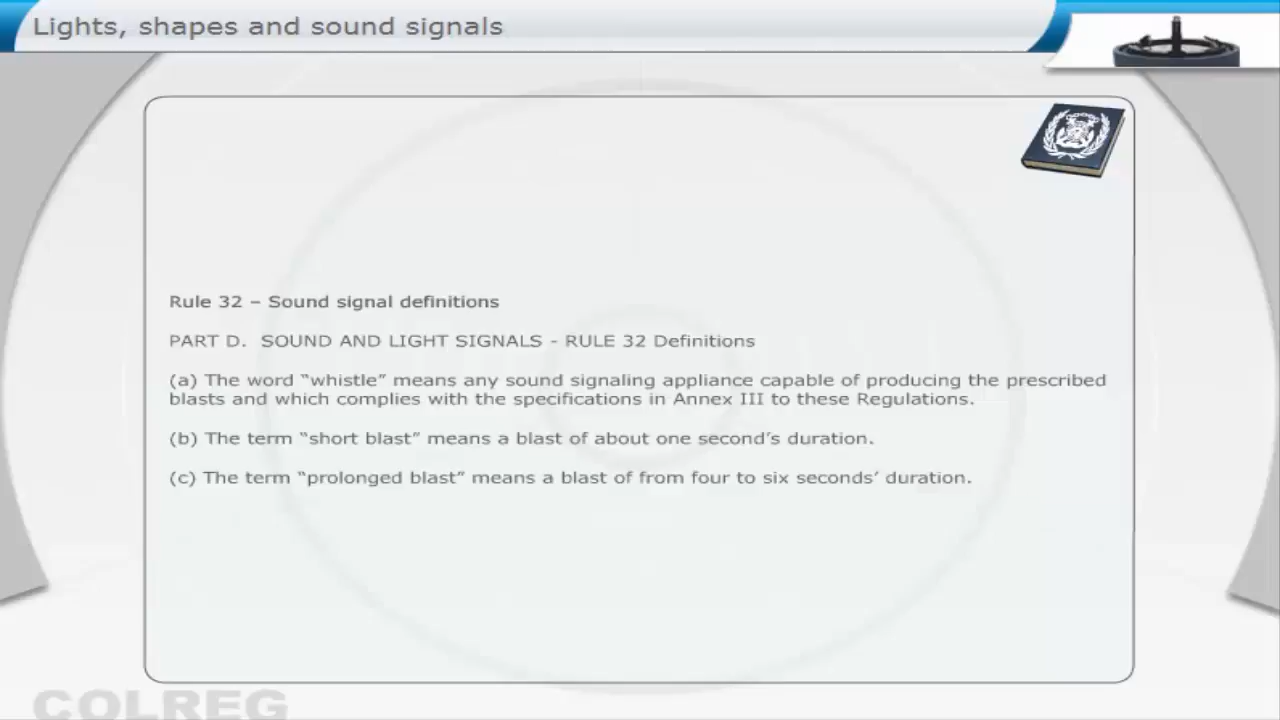 Lights, shapes and sound signals
Rule 32 – Sound signal definitions
PART D.  SOUND AND LIGHT SIGNALS - RULE 32 Definitions
(a) The word “whistle” means any sound signaling appliance capable of producing the prescribed
blasts and which complies with the specifications in Annex III to these Regulations.
(b) The term “short blast” means a blast of about one second’s duration.
(c) The term “prolonged blast” means a blast of from four to six seconds’ duration.
COLREG